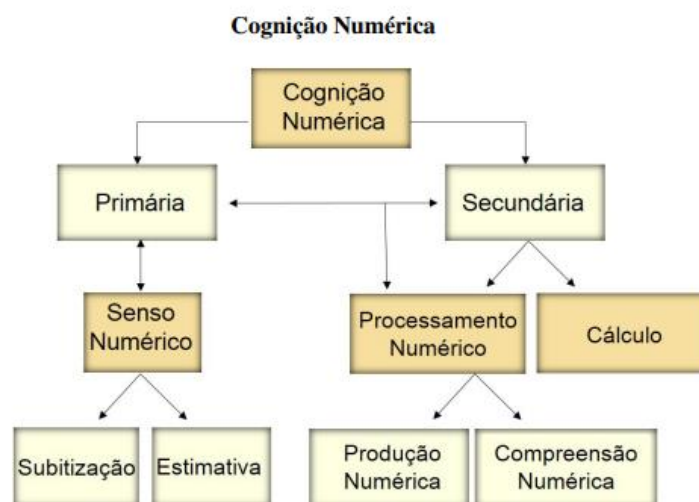 Cognição Numérica
Cognição
Numérica
Primária
Secundária
Senso
Numérico
Processamento
Numérico
Cálculo
Subitização
Estimativa
Produção
Numérica
Compreensão
Numérica